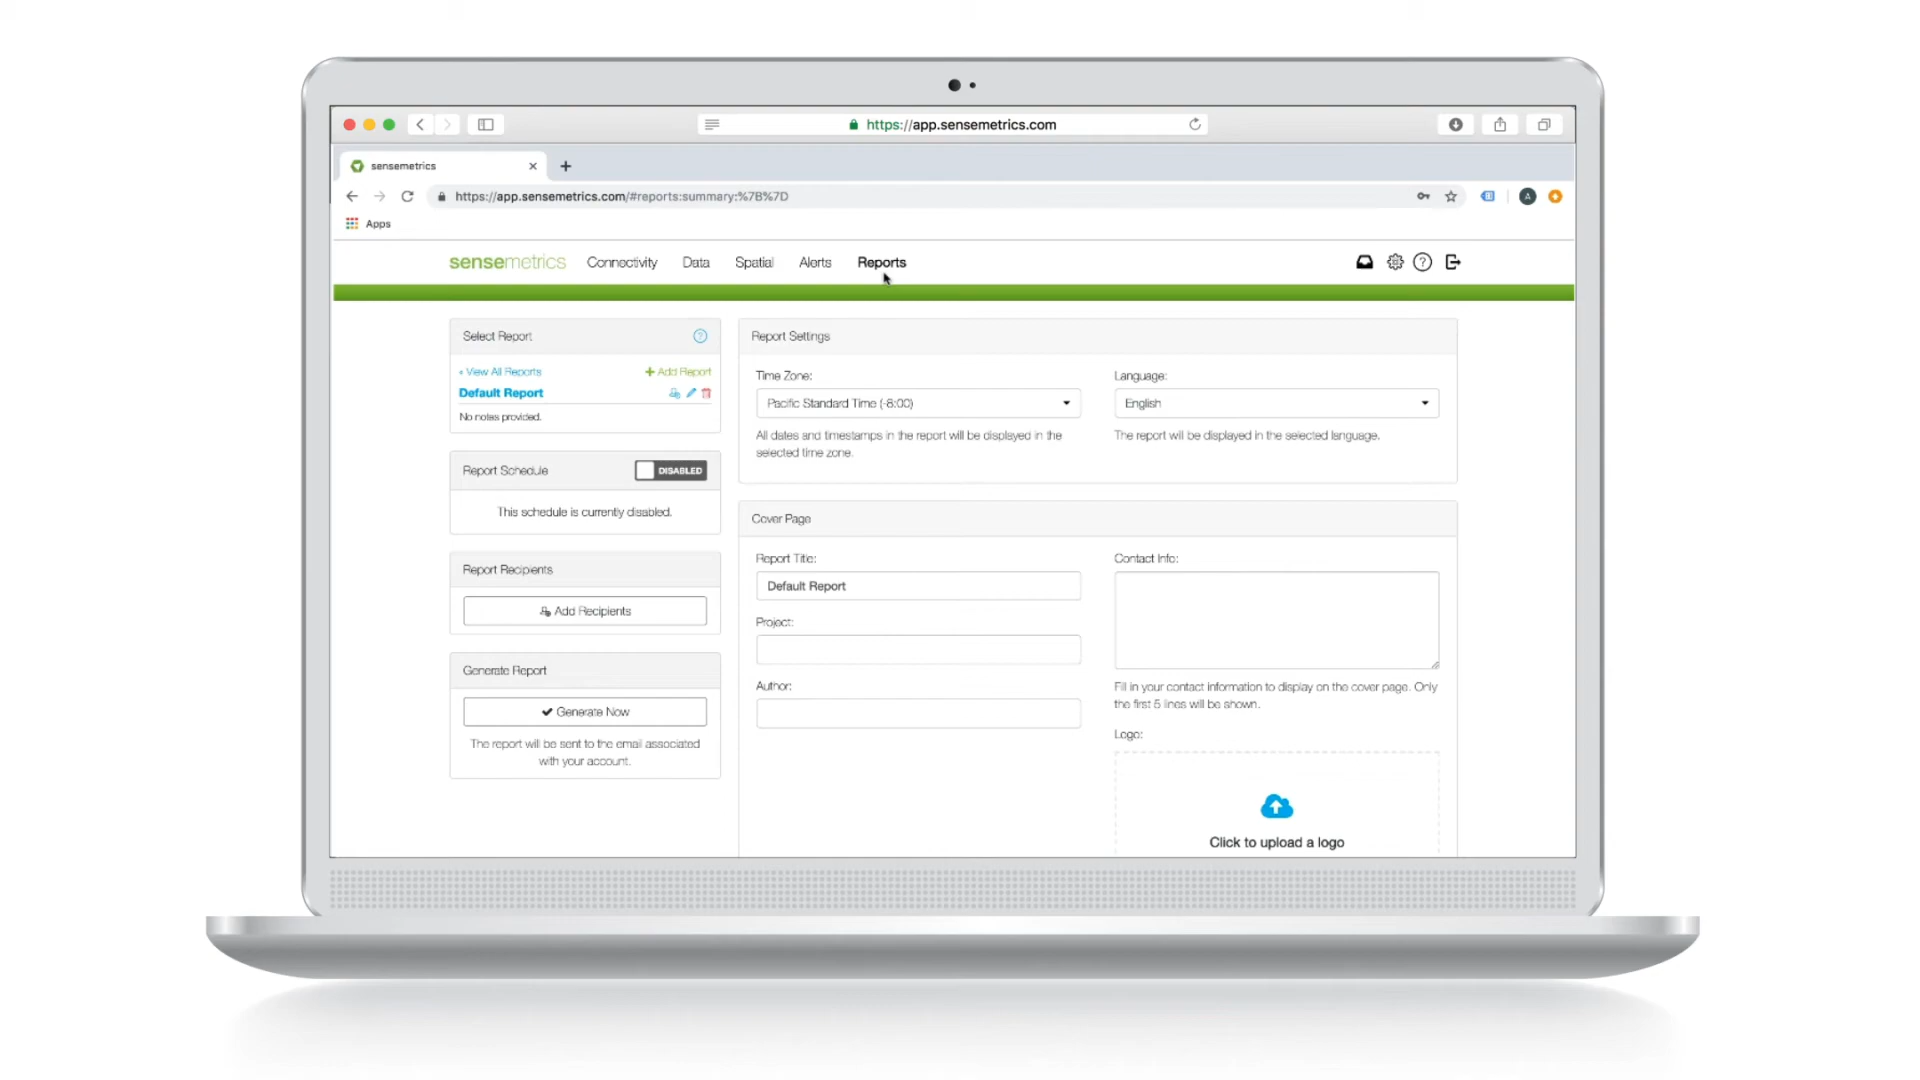 https://app.sensemetrics.com
sensemetrics
https://app.sensemetrics.com/#reports:summary:%7B%7D
A
Apps
sensemetrics Connectivity Data Spatial Alerts Reports
?
Select Report
?
‹ View All Reports
+ Add Report
Default Report
No notes provided.
Report Schedule
DISABLED
This schedule is currently disabled.
Report Recipients
Add Recipients
Generate Report
Generate Now
The report will be sent to the email associated
with your account.
Report Settings
Time Zone:
Pacific Standard Time (-8:00)
All dates and timestamps in the report will be displayed in the
selected time zone.
Language:
English
The report will be displayed in the selected language.
Cover Page
Report Title:
Default Report
Project:
Author:
Contact Info:
Fill in your contact information to display on the cover page. Only
the first 5 lines will be shown.
Logo:
Click to upload a logo